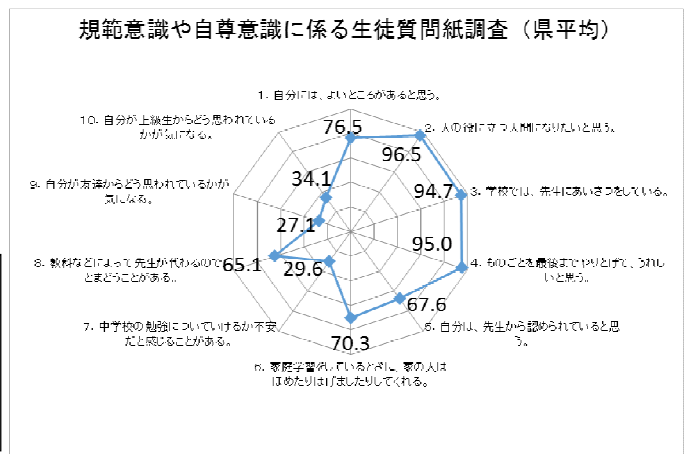 規範意識や自尊意識に係る生徒質問紙調査（県平均）
1. 自分には、よいところがあると思う。
76.5
2. 人の役に立つ人間になりたいと思う。
96.5
3. 学校では、先生にあいさつをしている。
94.7
4. ものごとを最後までやりとげて、うれし
いと思う。
95.0
5. 自分は、先生から認められていると思
う。
67.6
6. 家庭学習をしているときに、家の人は
ほめたりはげましたりしてくれる。
70.3
7. 中学校の勉強についていけるか不安
だと感じることがある。
29.6
8. 教科などによって先生が代わるので
とまどうことがある。
65.1
9. 自分が友達からどう思われているかが
気になる。
27.1
10. 自分が上級生からどう思われている
かが気になる。
34.1